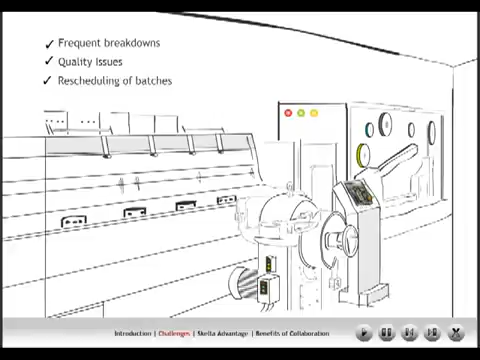 ✓ Frequent breakdowns
✓ Quality Issues
✓ Rescheduling of batches
Introduction | Challenges | Skella Advantage | Benefits of Collaboration